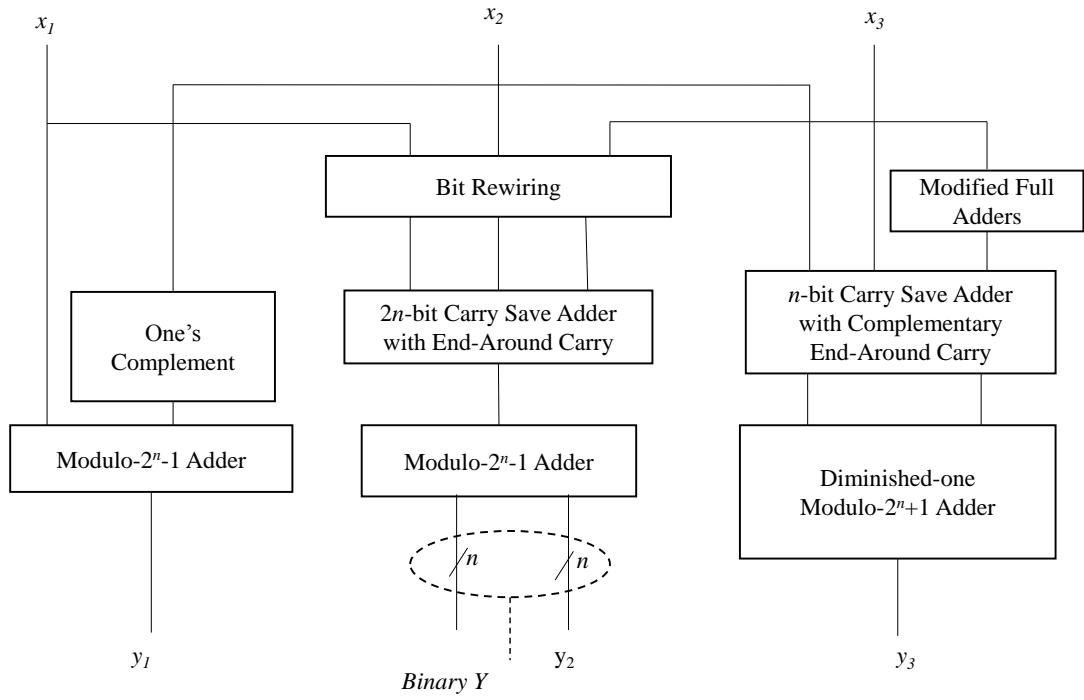 x₁
x₂
x₃
Bit Rewiring
Modified Full
Adders
One's
Complement
2n-bit Carry Save Adder
with End-Around Carry
n-bit Carry Save Adder
with Complementary
End-Around Carry
Modulo-2ⁿ-1 Adder
Modulo-2ⁿ-1 Adder
Diminished-one
Modulo-2ⁿ+1 Adder
n
n
y₁
y₂
y₃
Binary Y